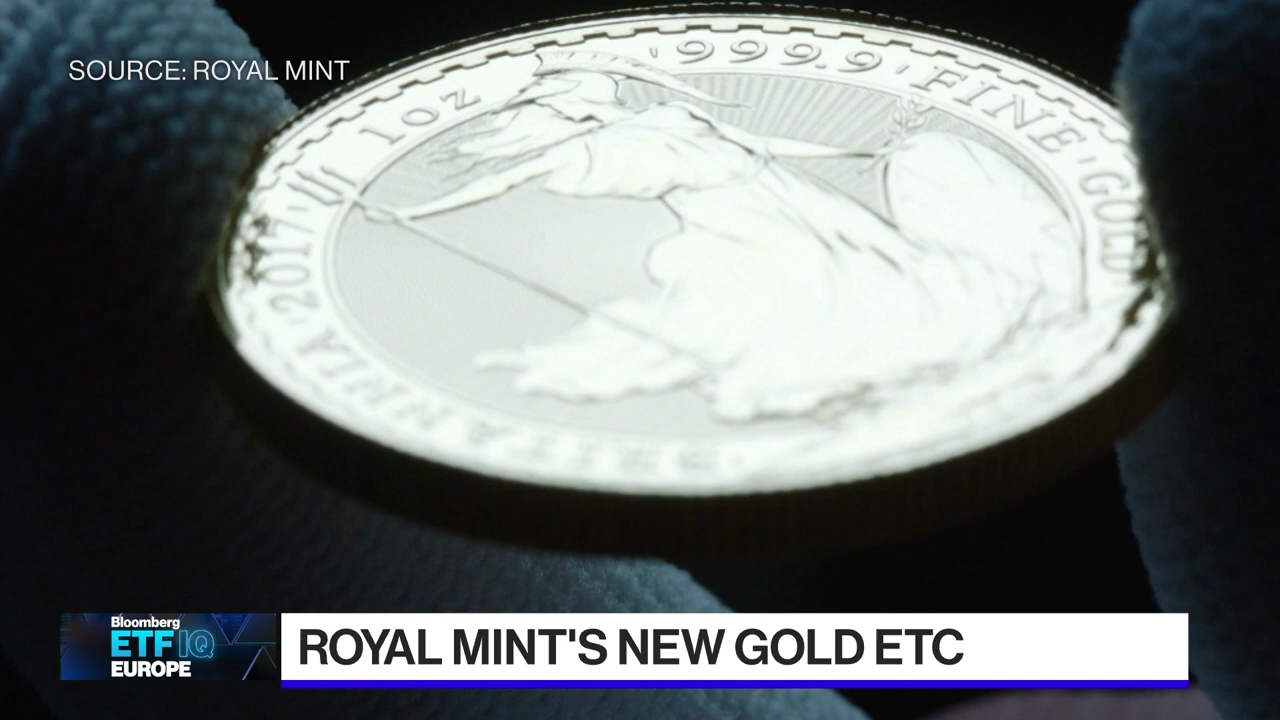 SOURCE: ROYAL MINT
BRITANNIA 2017 1oz 999.9 FINE GOLD
Bloomberg
ETF IQ
EUROPE
ROYAL MINT'S NEW GOLD ETC